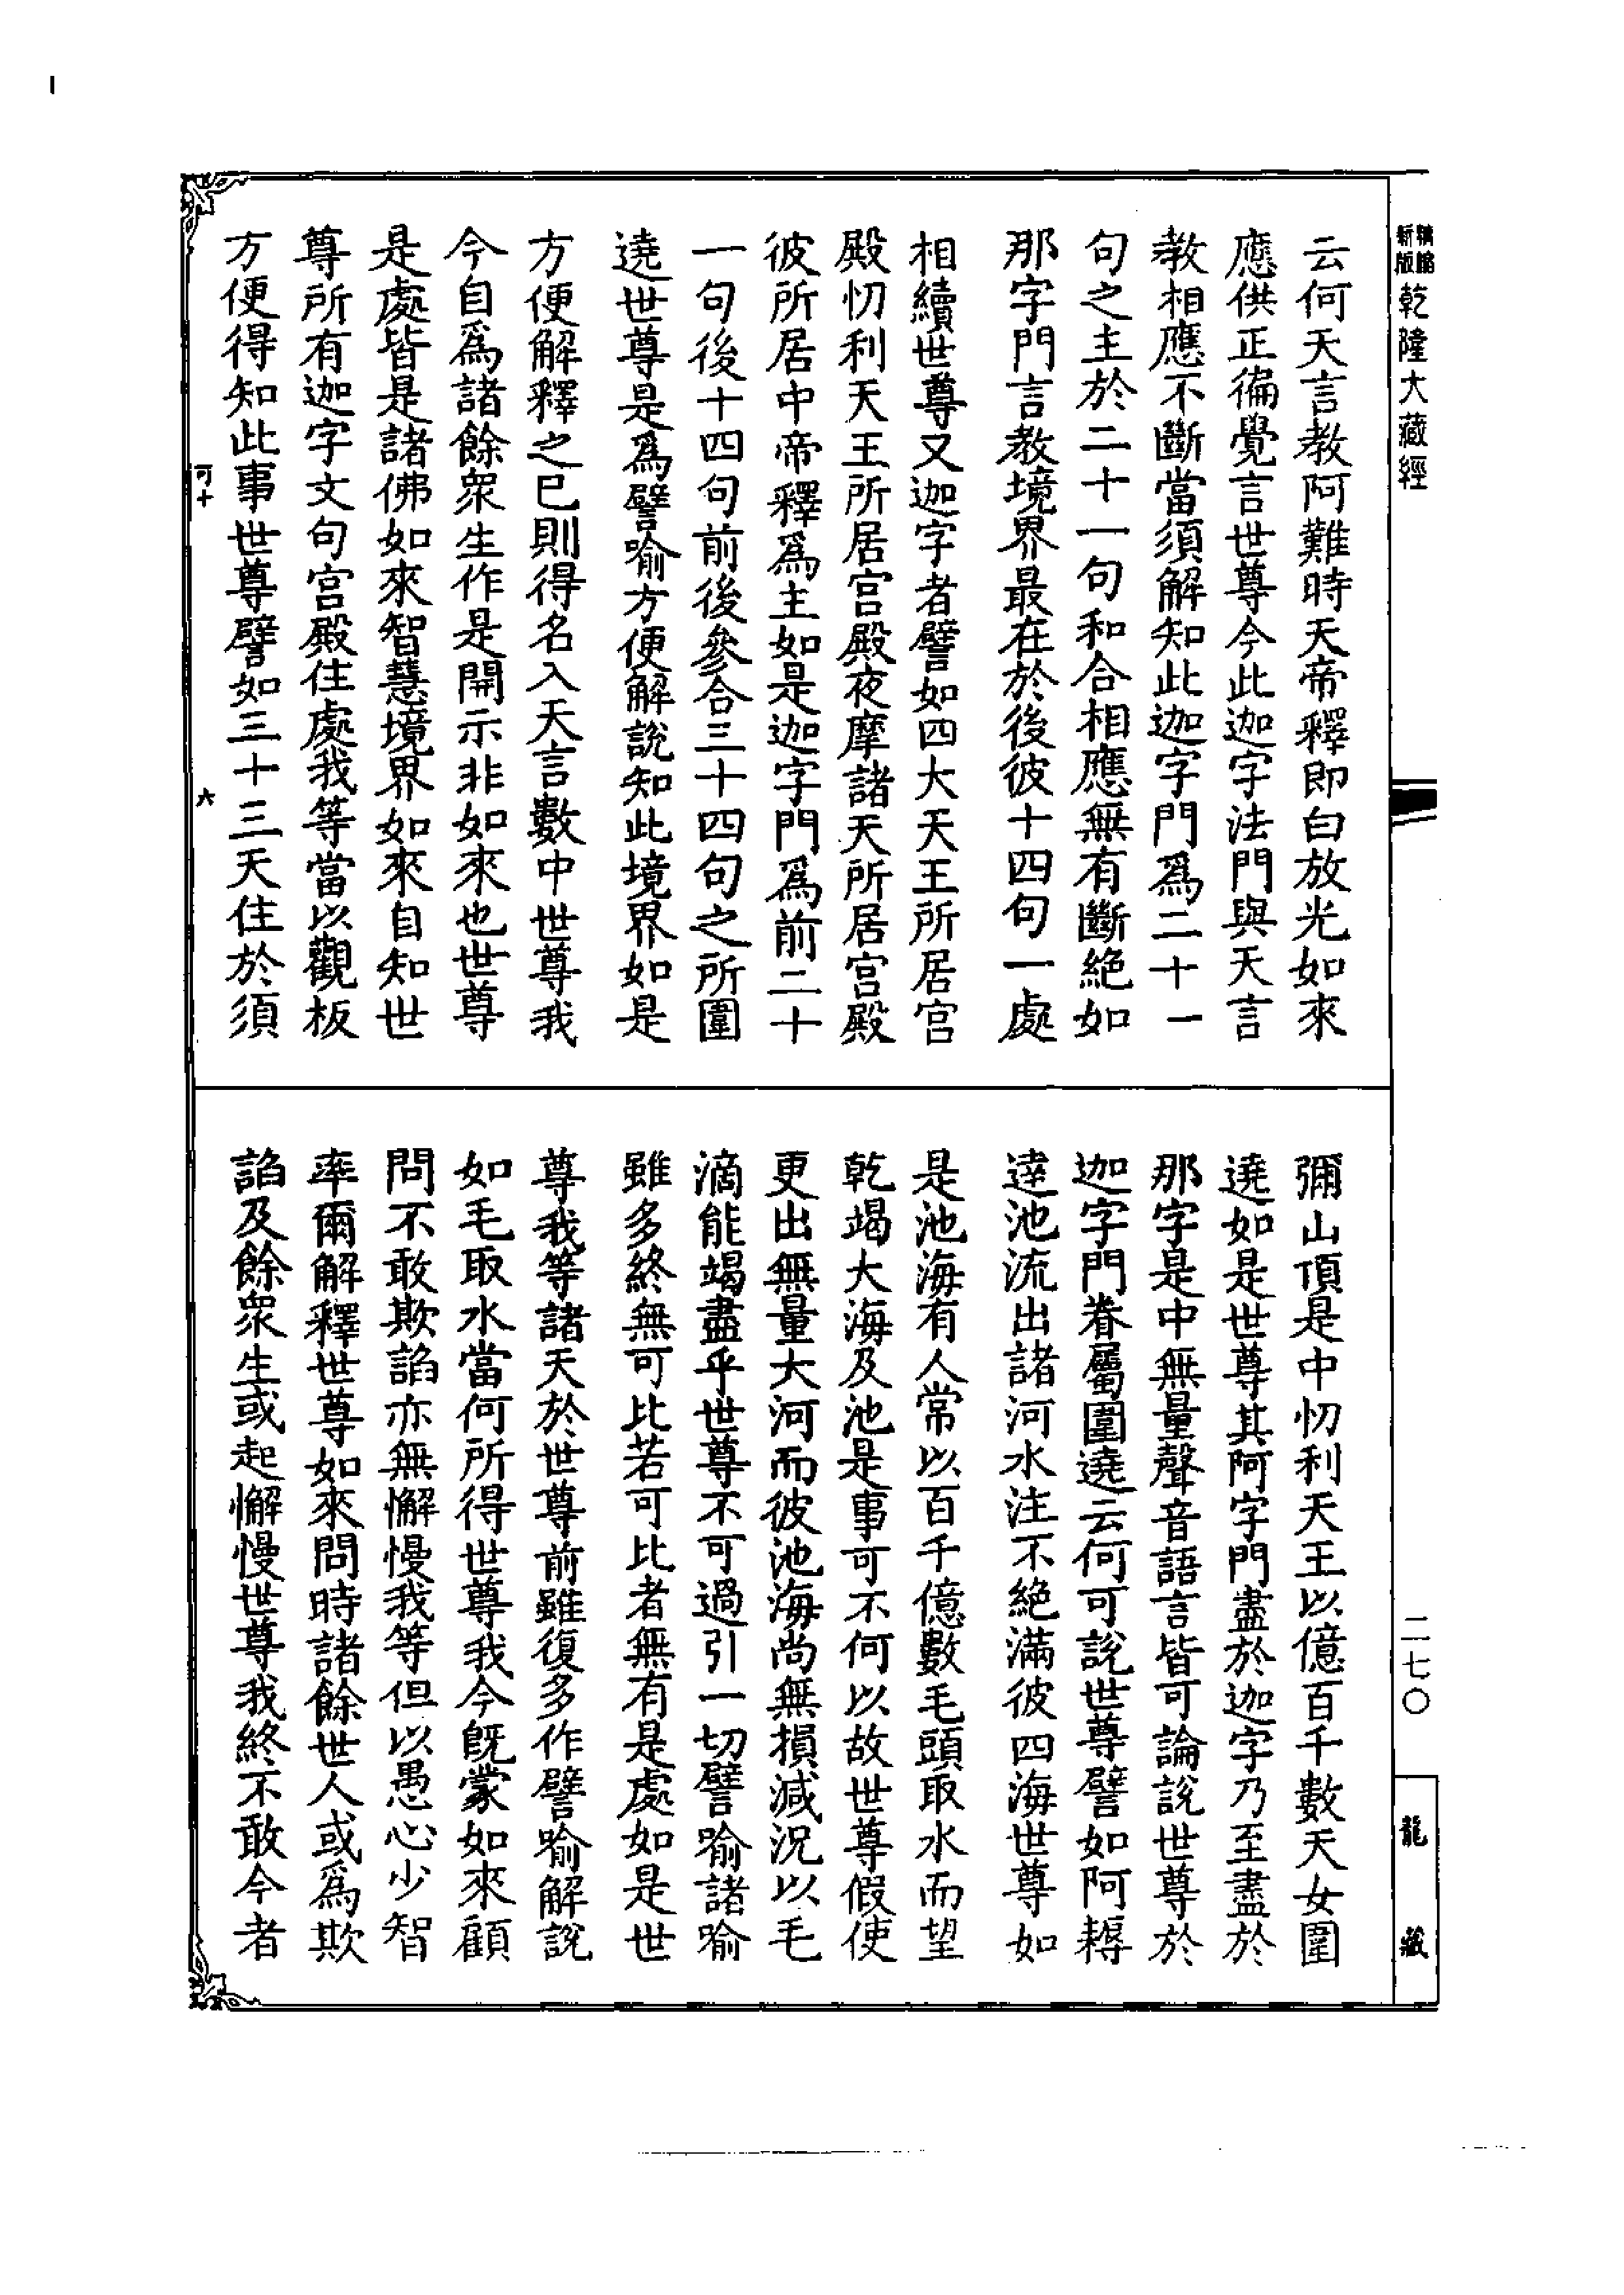 精縮新版乾隆大藏經
云何天言教阿難時天帝釋即白放光如來
應供正徧覺言世尊今此迦字法門與天言
教相應不斷當須解知此迦字門爲二十一
句之主於二十一句和合相應無有斷絶如
那字門言教境界最在於後彼十四句一處
相續世尊又迦字者譬如四大天王所居宫
殿忉利天王所居宫殿夜摩諸天所居宫殿
彼所居中帝釋爲主如是迦字門爲前二十
一句後十四句前後參合三十四句之所圍
遶世尊是爲譬喻方便解說知此境界如是
方便解釋之已則得名入天言數中世尊我
今自爲諸餘衆生作是開示非如來也世尊
是處皆是諸佛如來智慧境界如來自知世
尊所有迦字文句宫殿住處我等當以觀板
方便得知此事世尊譬如三十三天住於須
可十
六
彌山頂是中忉利天王以億百千數天女圍
遶如是世尊其阿字門盡於迦字乃至盡於
那字是中無量聲音語言皆可論說世尊於
迦字門眷屬圍遶云何可說世尊譬如阿耨
達池流出諸河水注不絶滿彼四海世尊如
是池海有人常以百千億數毛頭取水而望
乾竭大海及池是事可不何以故世尊假使
更出無量大河而彼池海尚無損減況以毛
滴能竭盡乎世尊不可過引一切譬喻諸喻
雖多終無可比若可比者無有是處如是世
尊我等諸天於世尊前雖復多作譬喻解說
如毛取水當何所得世尊我今旣蒙如來顧
問不敢欺諂亦無懈慢我等但以愚心少智
率爾解釋世尊如來問時諸餘世人或爲欺
諂及餘衆生或起懈慢世尊我終不敢今者
二七〇
龍藏